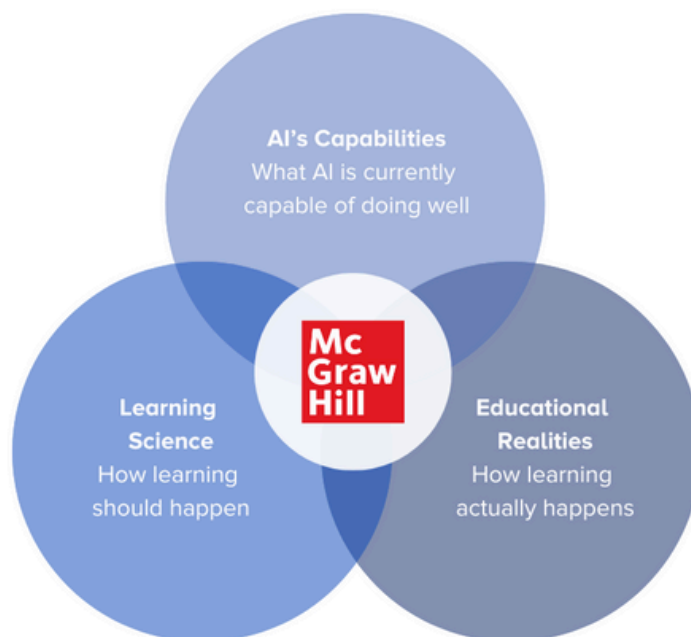 AI's Capabilities
What AI is currently
capable of doing well
Mc
Graw
Hill
Learning
Science
How learning
should happen
Educational
Realities
How learning
actually happens